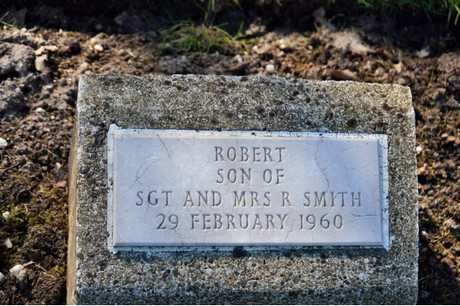 ROBERT
SON OF
SGT AND MRS R SMITH
29 FEBRUARY 1960